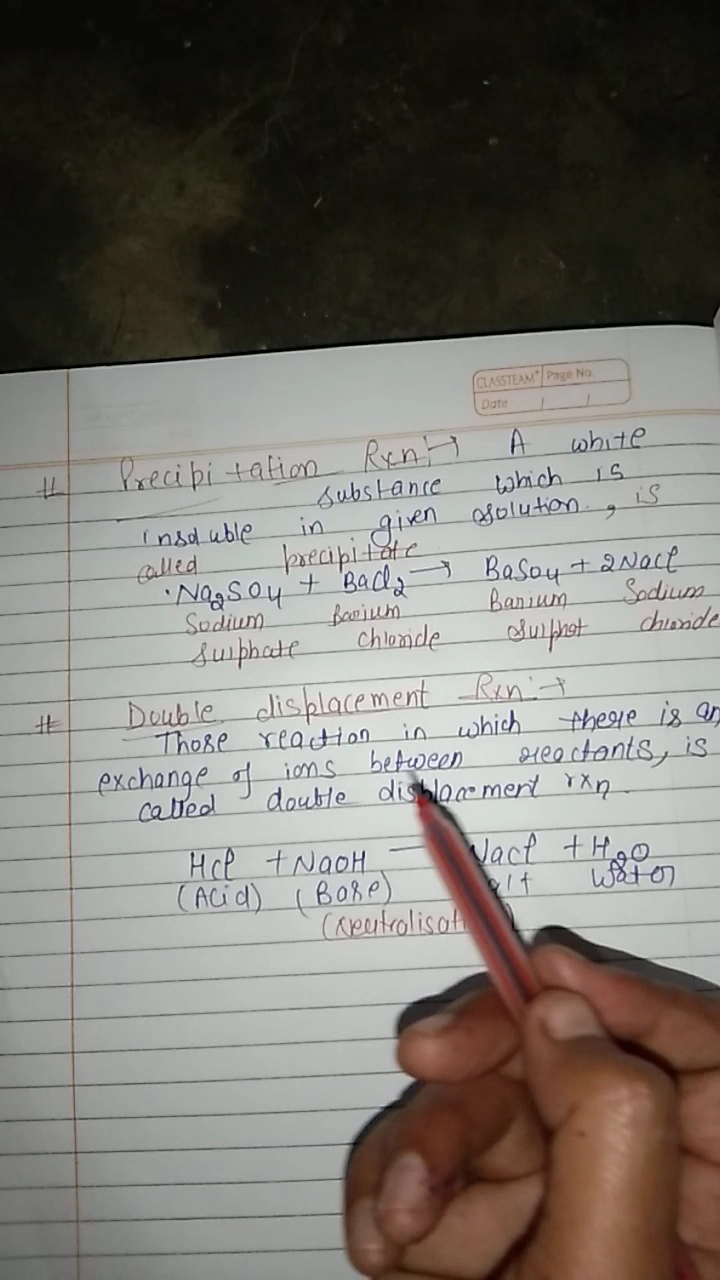 CLASSTEAM Page No.
Date / /
# Precipitation Rxn:→ A white
substance which is
insoluble in given solution, is
called precipitate
Na2SO4 + BaCl2 → BaSO4 + 2NaCl
Sodium Barium Barium Sodium
Sulphate chloride sulphat chloride
# Double displacement Rxn:→
Those reaction in which there is an
exchange of ions between reactants, is
called double displacement rxn.
HCl + NaOH — NaCl + H2O
(Acid) (Base) Water